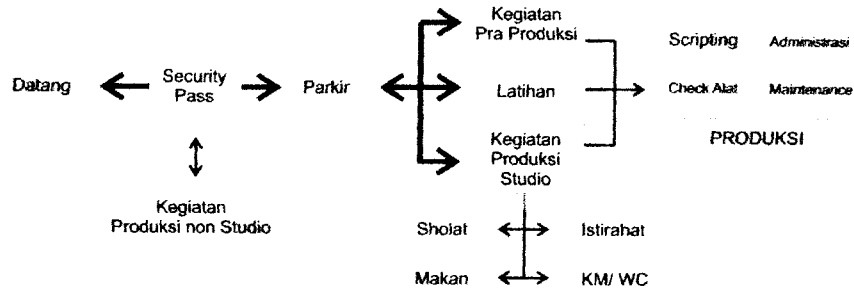 Kegiatan
Pra Produksi
Scripting
Administrasi
Datang
Security
Pass
Parkir
Latihan
Check Alat
Maintenance
Kegiatan
Produksi
Studio
PRODUKSI
Kegiatan
Produksi non Studio
Sholat
Istirahat
Makan
KM/ WC